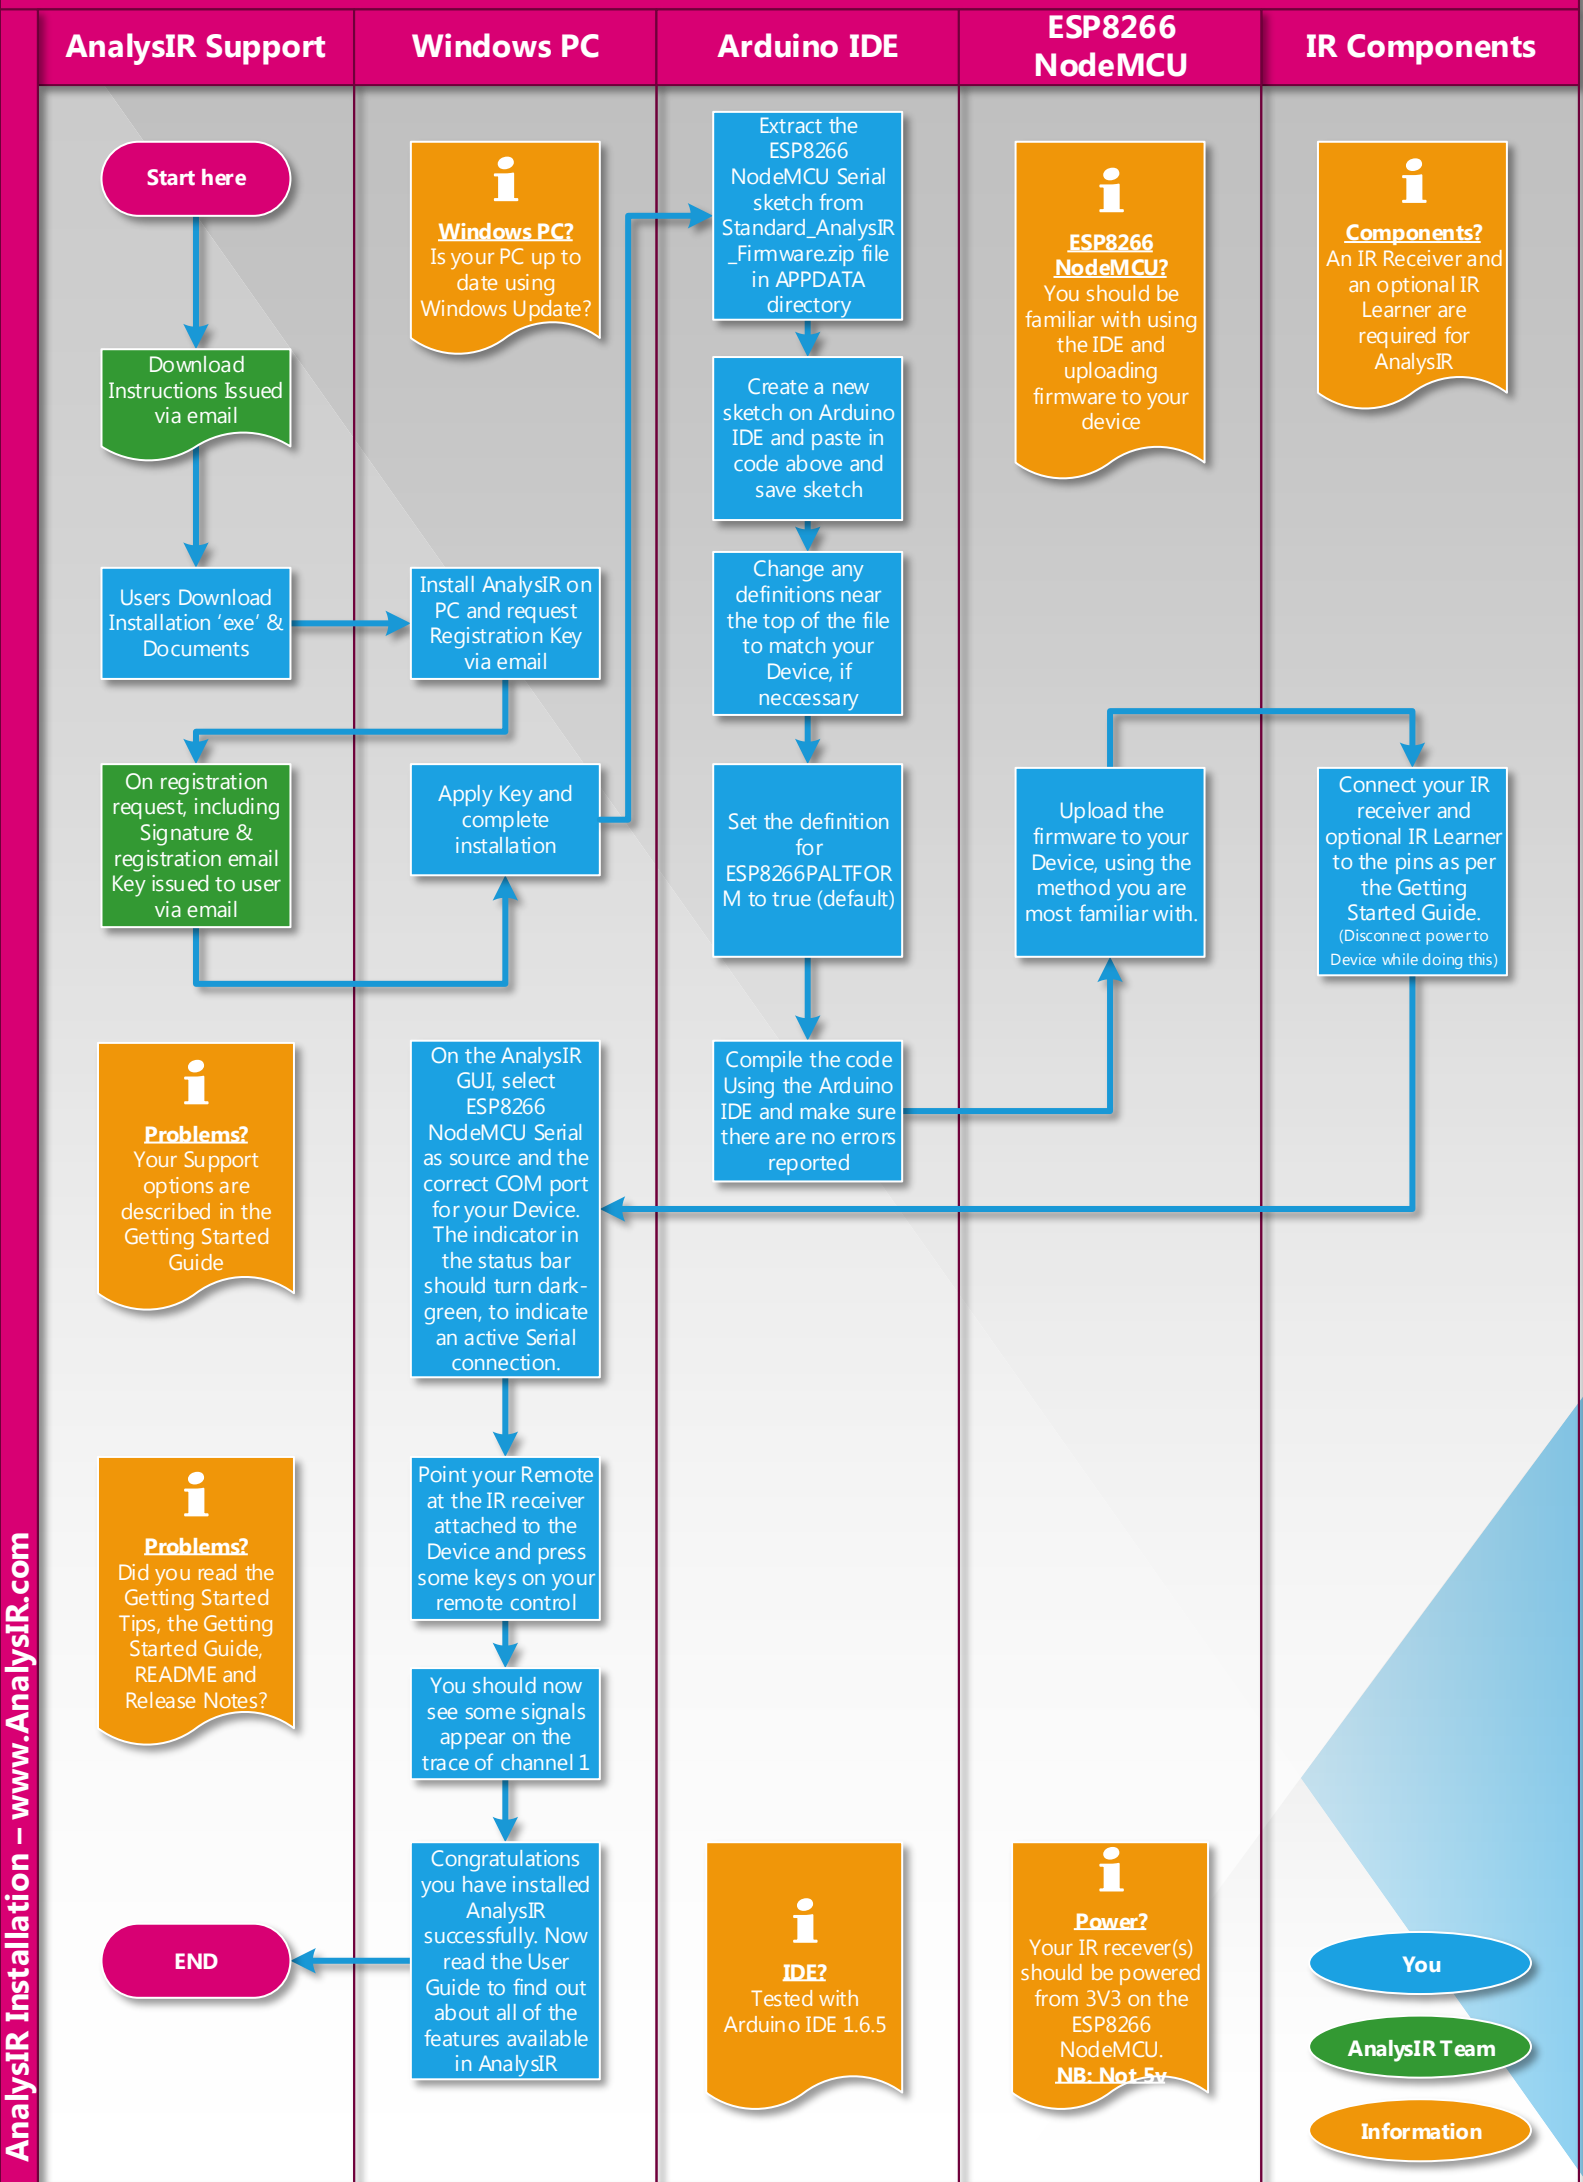 AnalysIR Support
Windows PC
Arduino IDE
ESP8266
NodeMCU
IR Components
Start here
Download
Instructions Issued
via email
Users Download
Installation ‘exe’ &
Documents
On registration
request, including
Signature &
registration email
Key issued to user
via email
Problems?
Your Support
options are
described in the
Getting Started
Guide
Problems?
Did you read the
Getting Started
Tips, the Getting
Started Guide,
README and
Release Notes?
END
Windows PC?
Is your PC up to
date using
Windows Update?
Install AnalysIR on
PC and request
Registration Key
via email
Apply Key and
complete
installation
On the AnalysIR
GUI, select
ESP8266
NodeMCU Serial
as source and the
correct COM port
for your Device.
The indicator in
the status bar
should turn dark-
green, to indicate
an active Serial
connection.
Point your Remote
at the IR receiver
attached to the
Device and press
some keys on your
remote control
You should now
see some signals
appear on the
trace of channel 1
Congratulations
you have installed
AnalysIR
successfully. Now
read the User
Guide to find out
about all of the
features available
in AnalysIR
Extract the
ESP8266
NodeMCU Serial
sketch from
Standard_AnalysIR
_Firmware.zip file
in APPDATA
directory
Create a new
sketch on Arduino
IDE and paste in
code above and
save sketch
Change any
definitions near
the top of the file
to match your
Device, if
neccessary
Set the definition
for
ESP8266PALTFOR
M to true (default)
Compile the code
Using the Arduino
IDE and make sure
there are no errors
reported
IDE?
Tested with
Arduino IDE 1.6.5
ESP8266
NodeMCU?
You should be
familiar with using
the IDE and
uploading
firmware to your
device
Upload the
firmware to your
Device, using the
method you are
most familiar with.
Power?
Your IR recever(s)
should be powered
from 3V3 on the
ESP8266
NodeMCU.
NB: Not 5v
Components?
An IR Receiver and
an optional IR
Learner are
required for
AnalysIR
Connect your IR
receiver and
optional IR Learner
to the pins as per
the Getting
Started Guide.
(Disconnect power to
Device while doing this)
You
AnalysIR Team
Information
AnalysIR Installation – www.AnalysIR.com